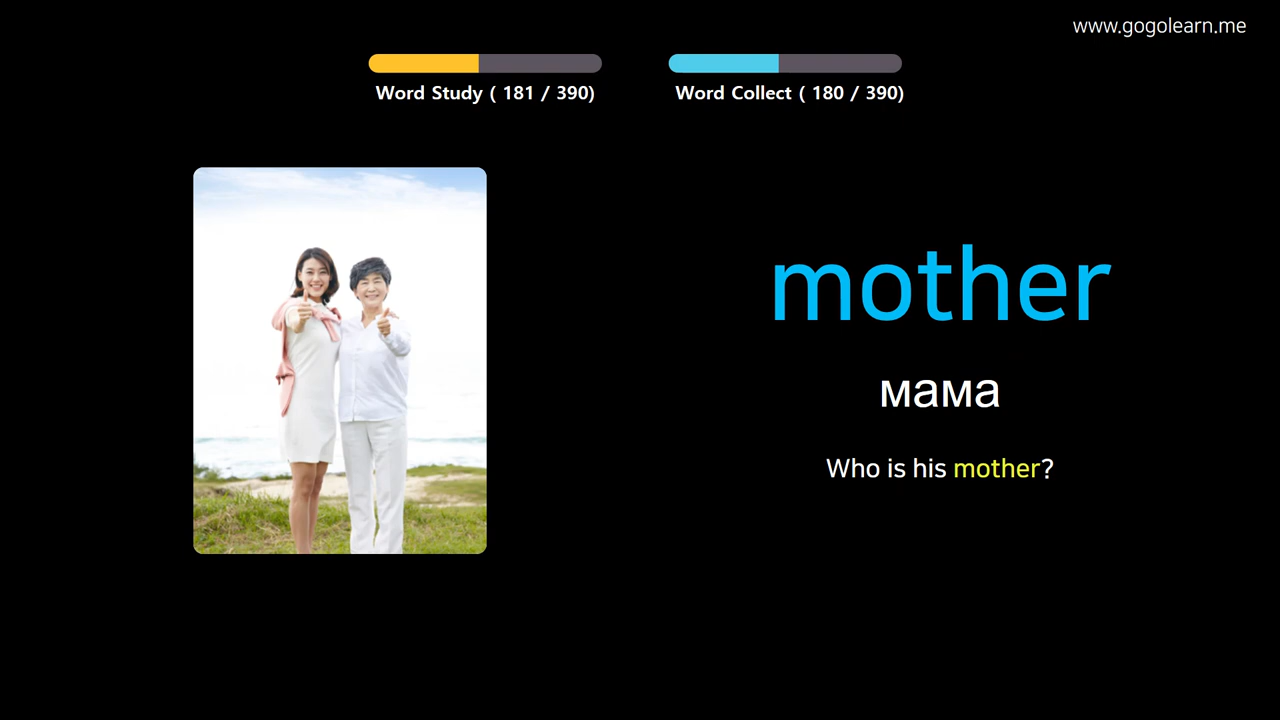 www.gogolearn.me
Word Study ( 181 / 390)
Word Collect ( 180 / 390)
mother
мама
Who is his mother?